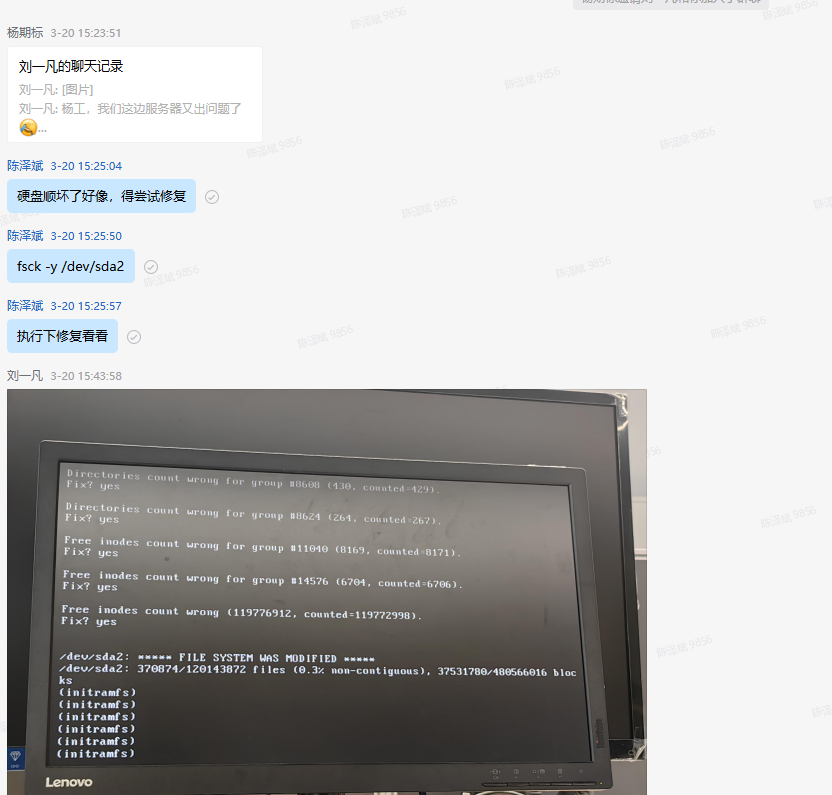 杨期标 3-20 15:23:51
刘一凡的聊天记录
刘一凡: [图片]
刘一凡: 杨工，我们这边服务器又出问题了
...
陈泽斌 3-20 15:25:04
硬盘顺坏了好像，得尝试修复
陈泽斌 3-20 15:25:50
fsck -y /dev/sda2
陈泽斌 3-20 15:25:57
执行下修复看看
刘一凡 3-20 15:43:58
Directories count wrong for group #8608 (430, counted=429).
Fix? yes
Directories count wrong for group #8624 (264, counted=262).
Fix? yes
Free inodes count wrong for group #11040 (8169, counted=8171).
Fix? yes
Free inodes count wrong for group #14576 (6704, counted=6706).
Fix? yes
Free inodes count wrong (119776912, counted=119772998).
Fix? yes
/dev/sda2: ***** FILE SYSTEM WAS MODIFIED *****
/dev/sda2: 370874/120143872 files (0.3% non-contiguous), 37531780/480566016 bloc
ks
(initramfs)
(initramfs)
(initramfs)
(initramfs)
(initramfs)
(initramfs)
Lenovo
陈泽斌 9856